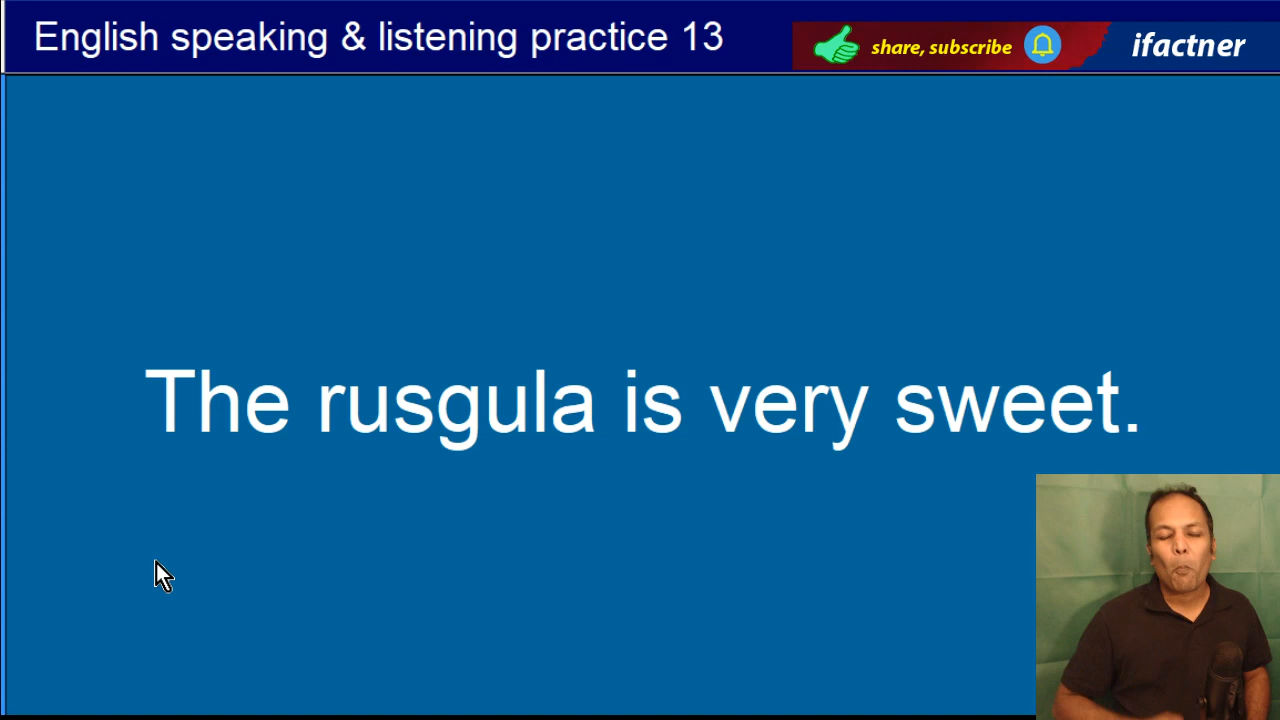 English speaking & listening practice 13
share, subscribe
ifactner
The rusgula is very sweet.